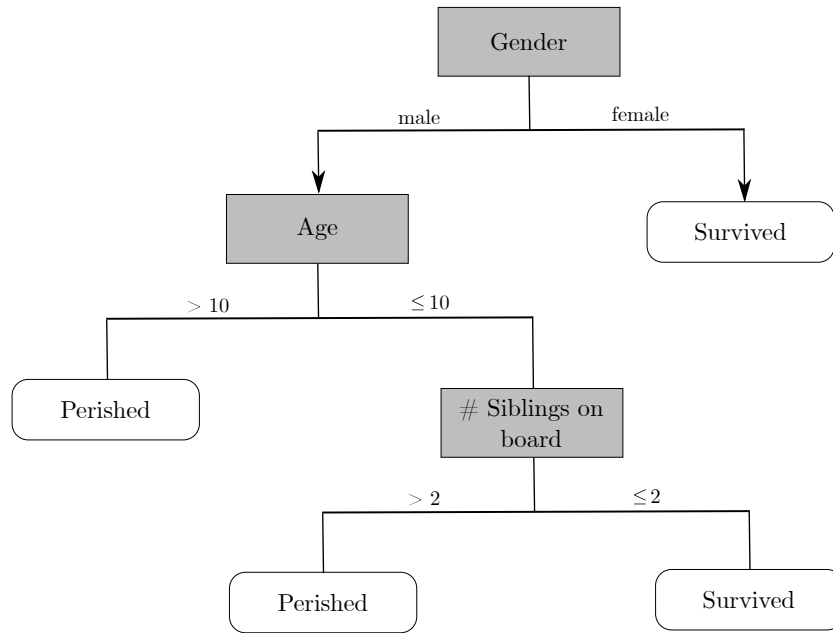 Gender
male
female
Age
Survived
> 10
≤ 10
Perished
# Siblings on
board
> 2
≤ 2
Perished
Survived